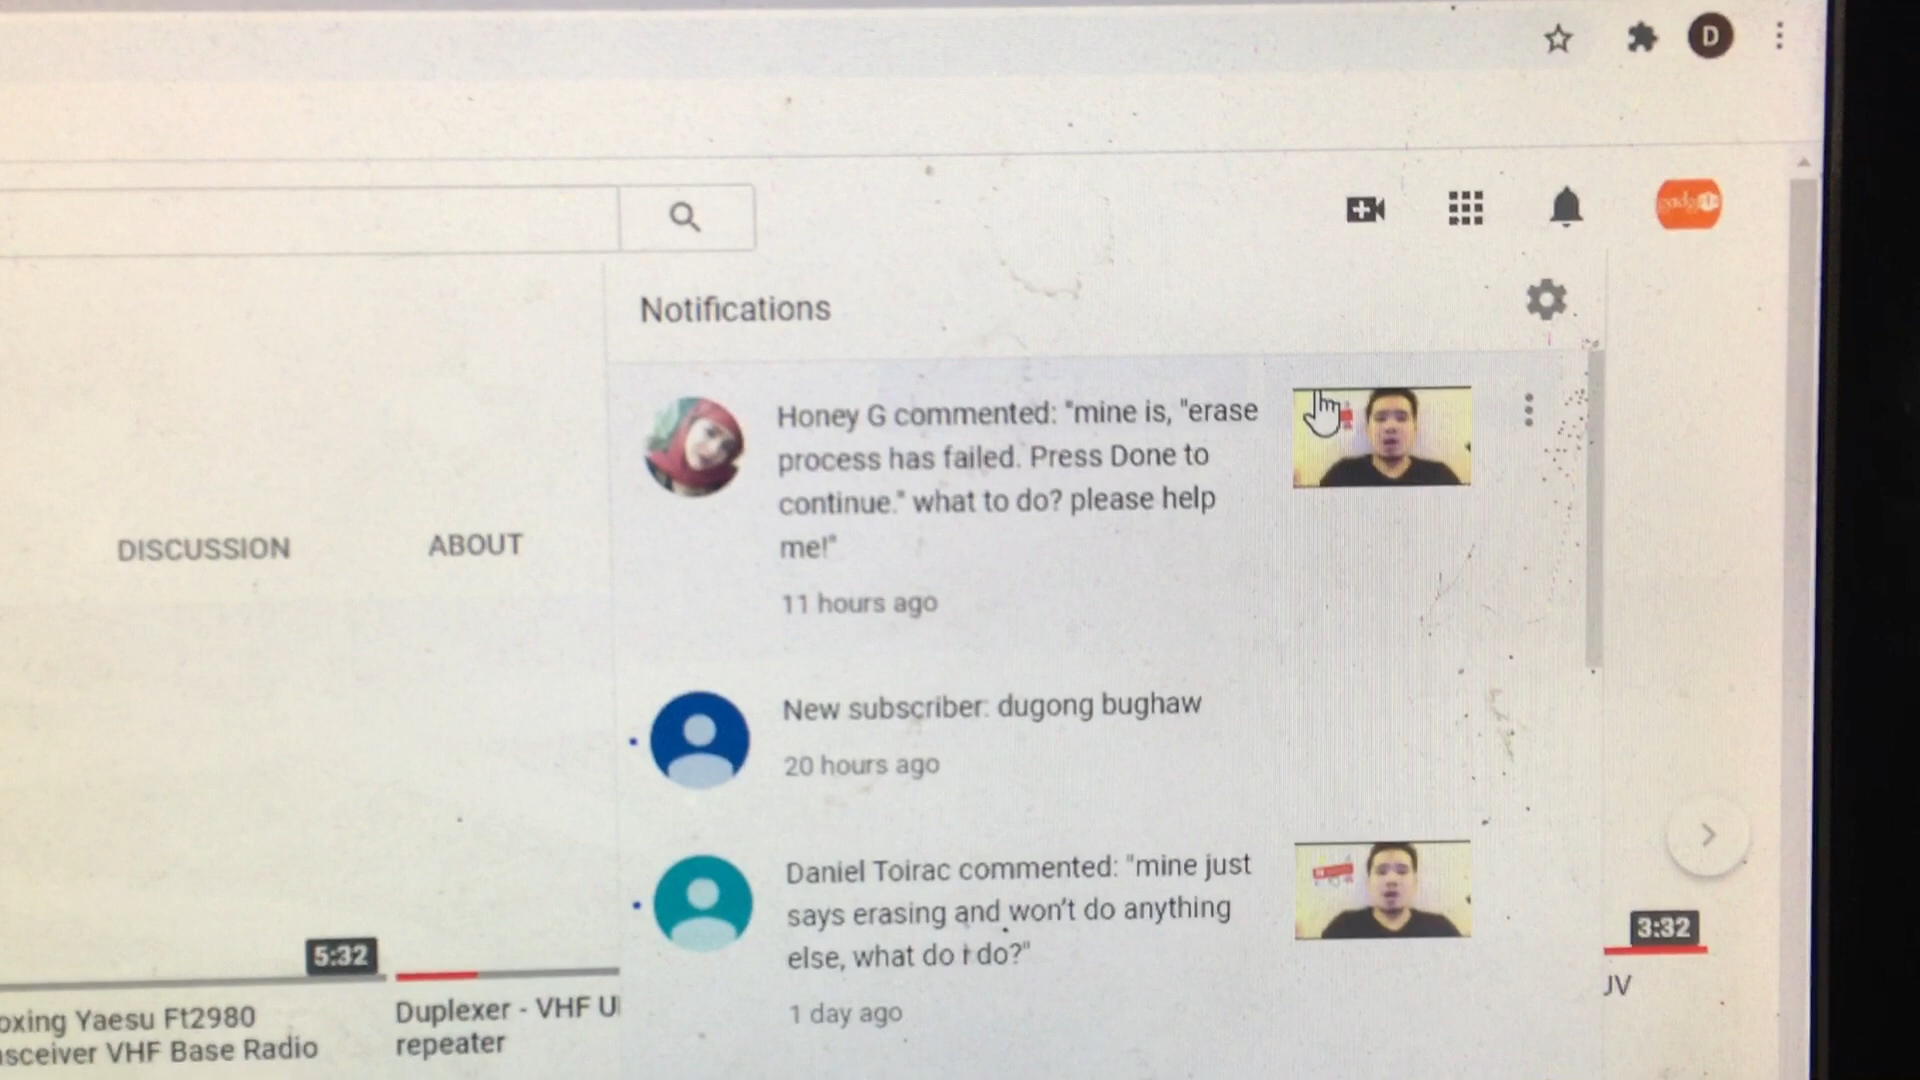 D
Notifications
Honey G commented: "mine is, "erase
process has failed. Press Done to
continue." what to do? please help
me!"
11 hours ago
DISCUSSION
ABOUT
New subscriber: dugong bughaw
20 hours ago
Daniel Toirac commented: "mine just
says erasing and won't do anything
else, what do i do?"
1 day ago
5:32
3:32
oxing Yaesu Ft2980
nsceiver VHF Base Radio
Duplexer - VHF U
repeater
JV